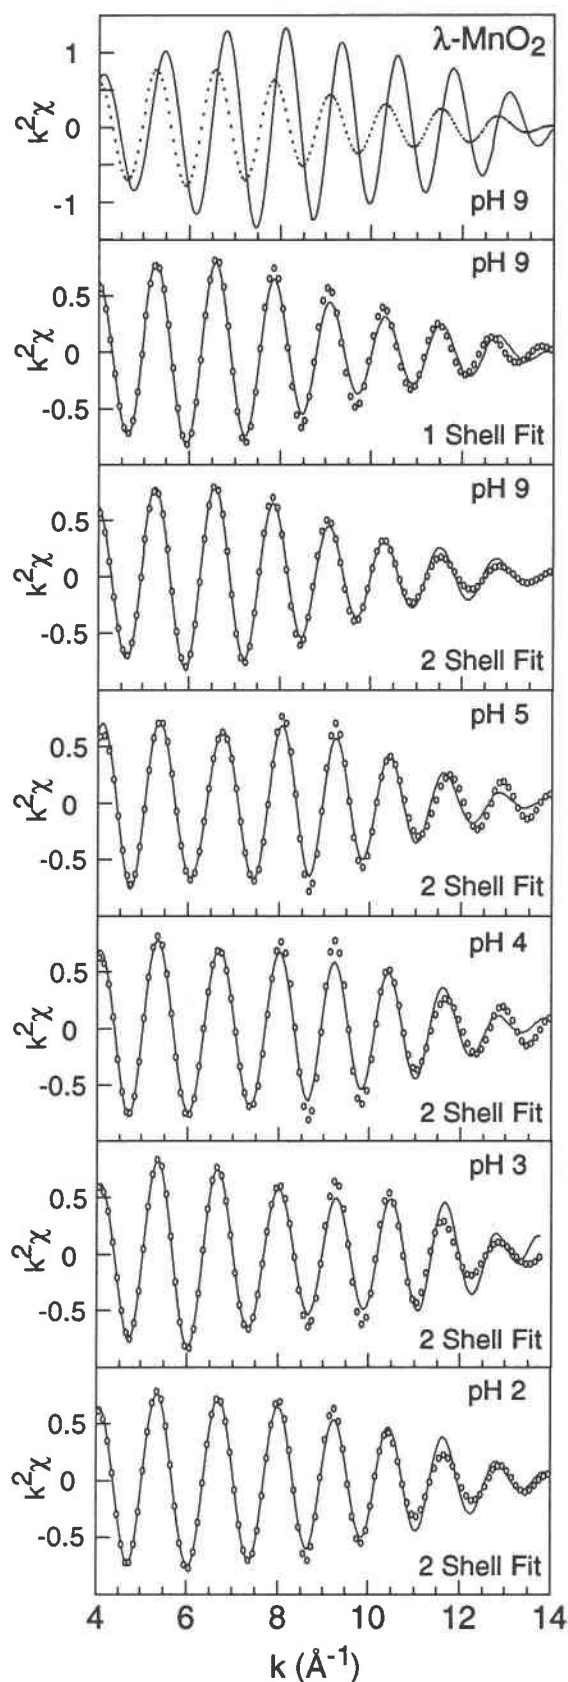 λ-MnO2
1
0
-1
k2χ
pH 9
pH 9
0.5
0
-0.5
k2χ
1 Shell Fit
pH 9
0.5
0
-0.5
k2χ
2 Shell Fit
pH 5
0.5
0
-0.5
k2χ
2 Shell Fit
pH 4
0.5
0
-0.5
k2χ
2 Shell Fit
pH 3
0.5
0
-0.5
k2χ
2 Shell Fit
pH 2
0.5
0
-0.5
k2χ
2 Shell Fit
4 6 8 10 12 14
k (Å-1)